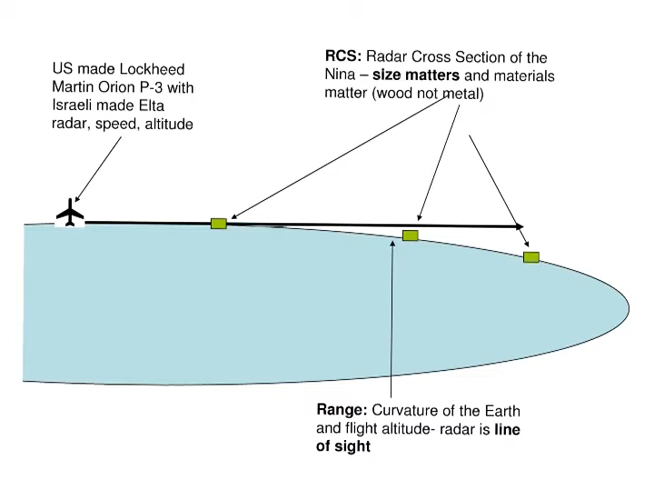 US made Lockheed
Martin Orion P-3 with
Israeli made Elta
radar, speed, altitude
RCS: Radar Cross Section of the
Nina – size matters and materials
matter (wood not metal)
Range: Curvature of the Earth
and flight altitude- radar is line
of sight